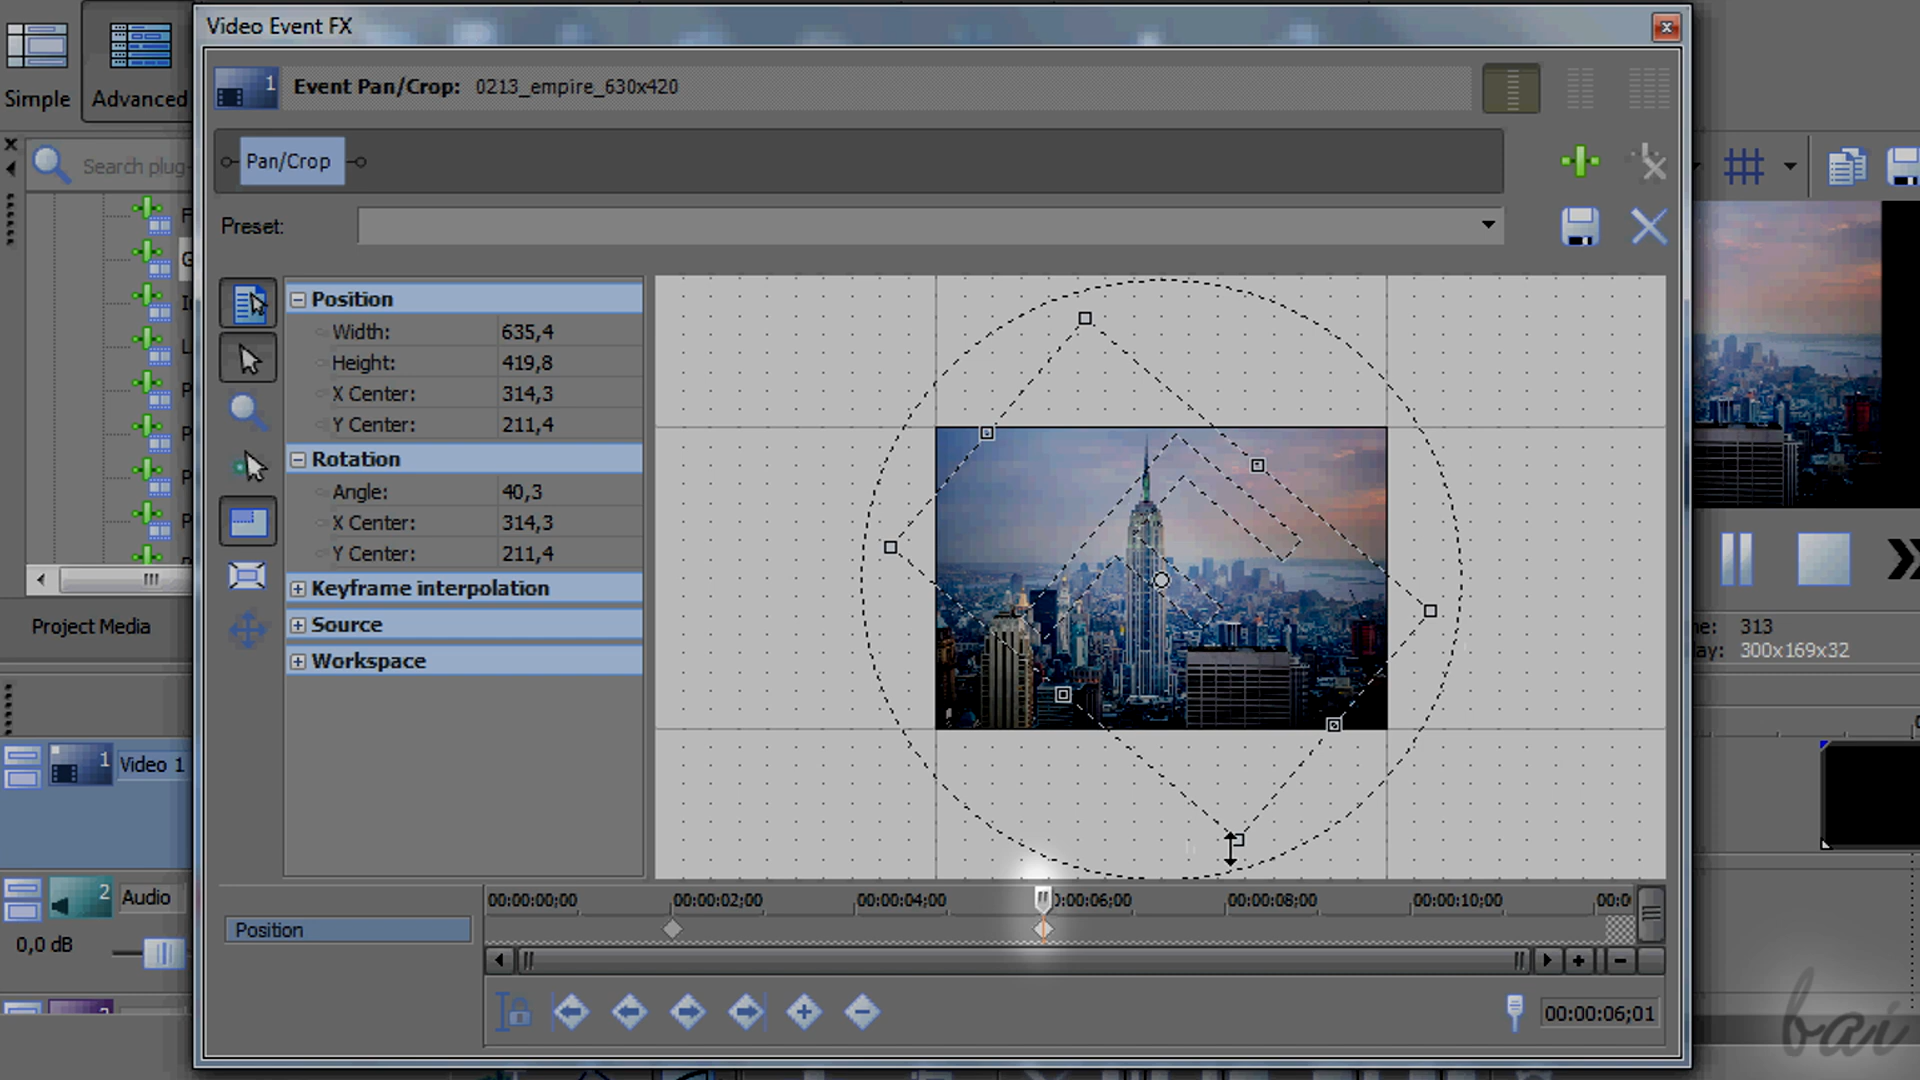 Video Event FX
Simple
Advanced
1
Event Pan/Crop: 0213_empire_630x420
Search plug-
Pan/Crop
Preset:
Position
Width: 635,4
Height: 419,8
X Center: 314,3
Y Center: 211,4
Rotation
Angle: 40,3
X Center: 314,3
Y Center: 211,4
Keyframe interpolation
Source
Workspace
Project Media
313
300x169x32
1
Video 1
2
Audio
0,0 dB
00:00:00;00
00:00:02;00
00:00:04;00
00:00:06;00
00:00:08;00
00:00:10;00
00:0
Position
00:00:06;01
bai